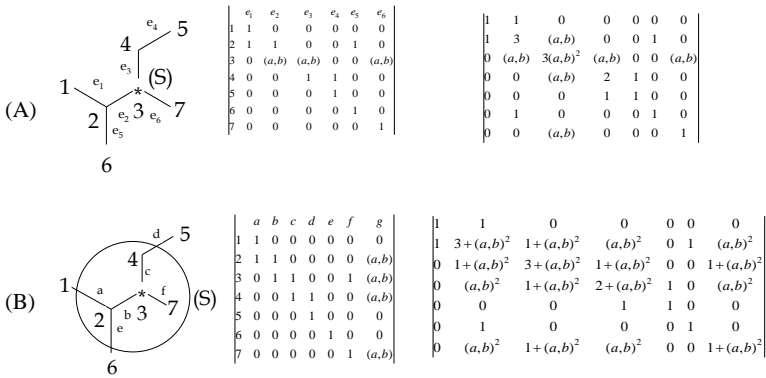 (A)
e₄
4 5
e₃
(S)
1 e₁ * 7
2 e₂ 3 e₆
e₅
6
e₁ e₂ e₃ e₄ e₅ e₆
1 1 0 0 0 0 0
2 1 1 0 0 1 0
3 0 (a,b) (a,b) 0 0 (a,b)
4 0 0 1 1 0 0
5 0 0 0 1 0 0
6 0 0 0 0 1 0
7 0 0 0 0 0 1
1 1 0 0 0 0 0
1 3 (a,b) 0 0 1 0
0 (a,b) 3(a,b)² (a,b) 0 0 (a,b)
0 0 (a,b) 2 1 0 0
0 0 0 1 1 0 0
0 1 0 0 0 1 0
0 0 (a,b) 0 0 0 1
(B)
d
4 5
c
1 a * f
7 (S)
2 b 3
e
6
a b c d e f g
1 1 0 0 0 0 0 0
2 1 1 0 0 0 0 (a,b)
3 0 1 1 0 0 1 (a,b)
4 0 0 1 1 0 0 (a,b)
5 0 0 0 1 0 0 0
6 0 0 0 0 1 0 0
7 0 0 0 0 0 1 (a,b)
1 1 0 0 0 0 0
1 3+(a,b)² 1+(a,b)² (a,b)² 0 1 (a,b)²
0 1+(a,b)² 3+(a,b)² 1+(a,b)² 0 0 1+(a,b)²
0 (a,b)² 1+(a,b)² 2+(a,b)² 1 0 (a,b)²
0 0 0 1 1 0 0
0 1 0 0 0 1 0
0 (a,b)² 1+(a,b)² (a,b)² 0 0 1+(a,b)²